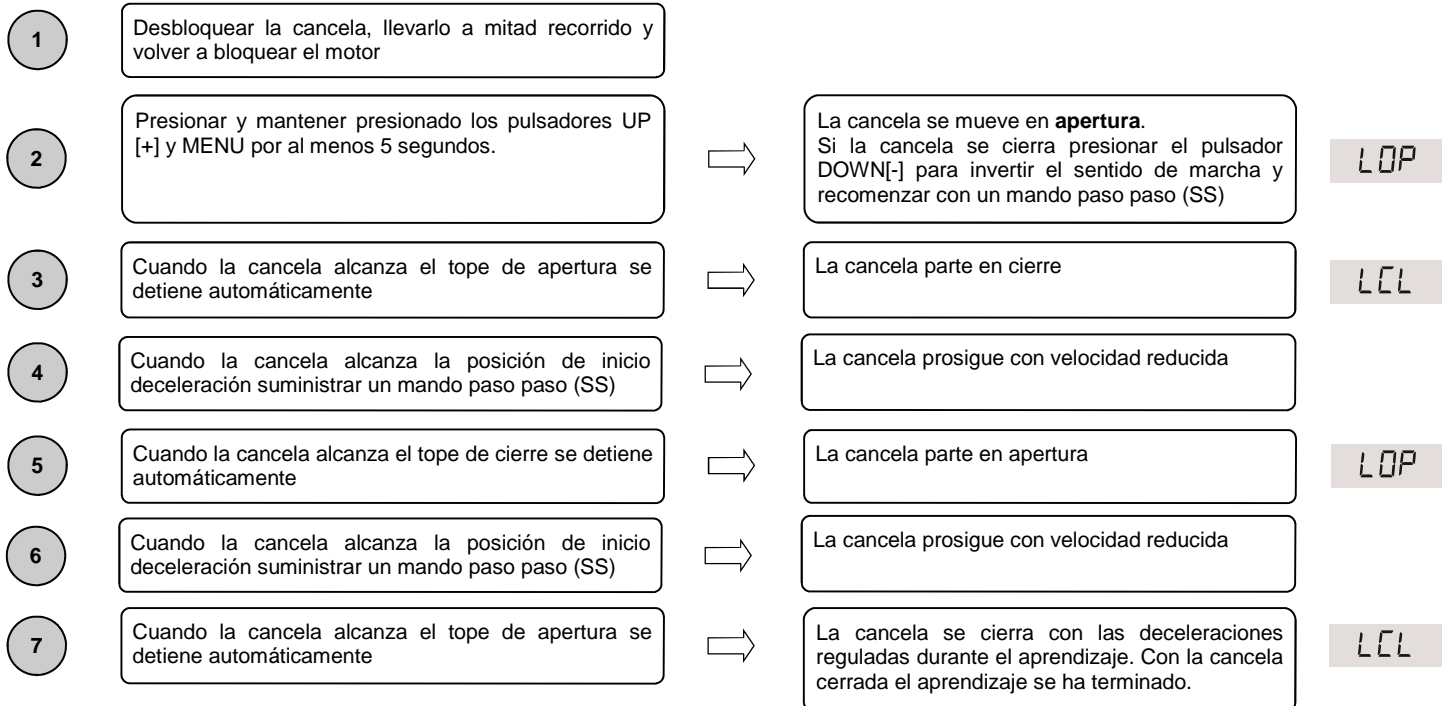 1
Desbloquear la cancela, llevarlo a mitad recorrido y
volver a bloquear el motor
2
Presionar y mantener presionado los pulsadores UP
[+] y MENU por al menos 5 segundos.
La cancela se mueve en apertura.
Si la cancela se cierra presionar el pulsador
DOWN[-] para invertir el sentido de marcha y
recomenzar con un mando paso paso (SS)
LOP
3
Cuando la cancela alcanza el tope de apertura se
detiene automáticamente
La cancela parte en cierre
LCL
4
Cuando la cancela alcanza la posición de inicio
deceleración suministrar un mando paso paso (SS)
La cancela prosigue con velocidad reducida
5
Cuando la cancela alcanza el tope de cierre se detiene
automáticamente
La cancela parte en apertura
LOP
6
Cuando la cancela alcanza la posición de inicio
deceleración suministrar un mando paso paso (SS)
La cancela prosigue con velocidad reducida
7
Cuando la cancela alcanza el tope de apertura se
detiene automáticamente
La cancela se cierra con las deceleraciones
reguladas durante el aprendizaje. Con la cancela
cerrada el aprendizaje se ha terminado.
LCL